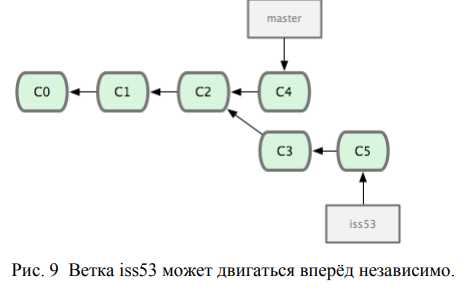 master
C0
C1
C2
C4
C3
C5
iss53
Рис. 9  Ветка iss53 может двигаться вперёд независимо.